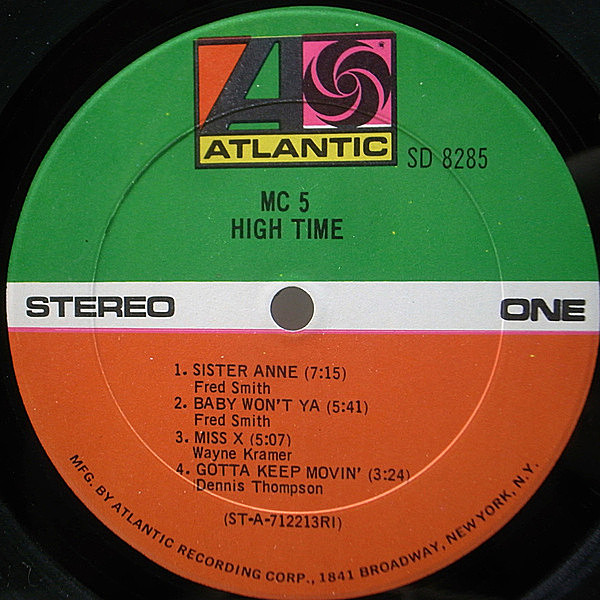 ATLANTIC
SD 8285
MC 5
HIGH TIME
STEREO
ONE
1. SISTER ANNE (7:15)
Fred Smith
2. BABY WON'T YA (5:41)
Fred Smith
3. MISS X (5:07)
Wayne Kramer
4. GOTTA KEEP MOVIN' (3:24)
Dennis Thompson
(ST-A-712213RI)
MFG. BY ATLANTIC RECORDING CORP., 1841 BROADWAY, NEW YORK, N.Y.